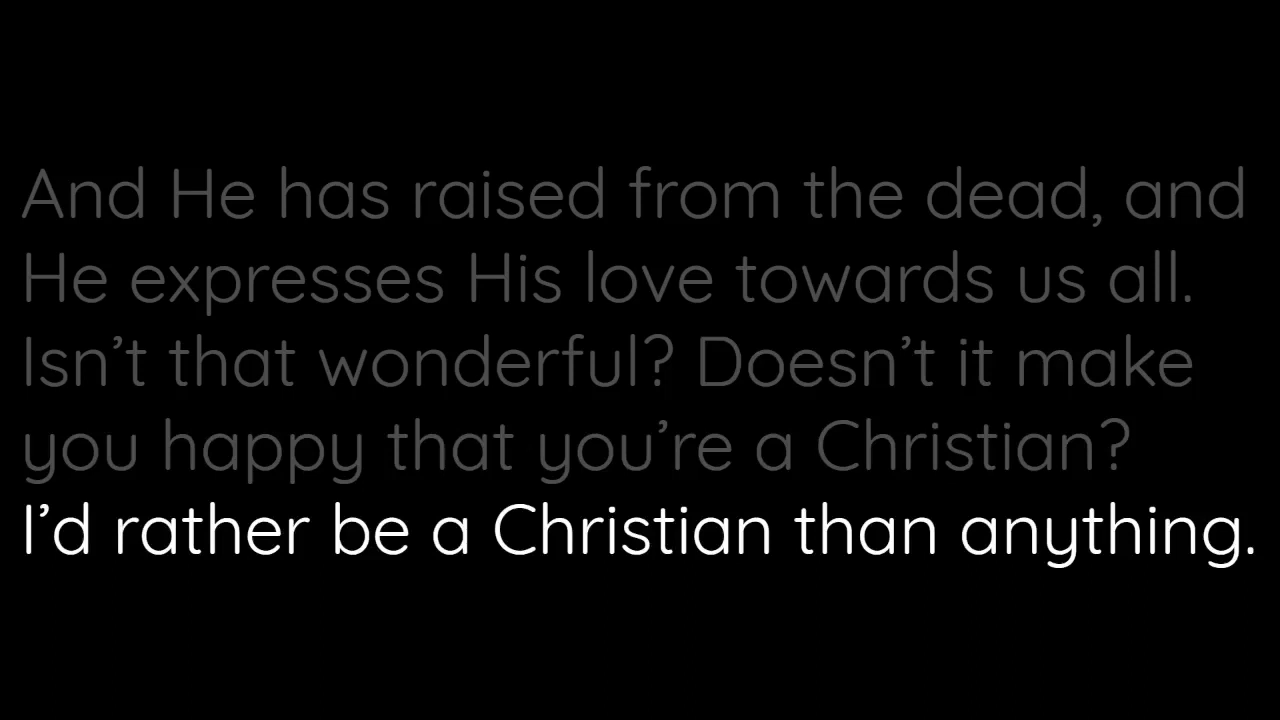 And He has raised from the dead, and
He expresses His love towards us all.
Isn’t that wonderful? Doesn’t it make
you happy that you’re a Christian?
I’d rather be a Christian than anything.